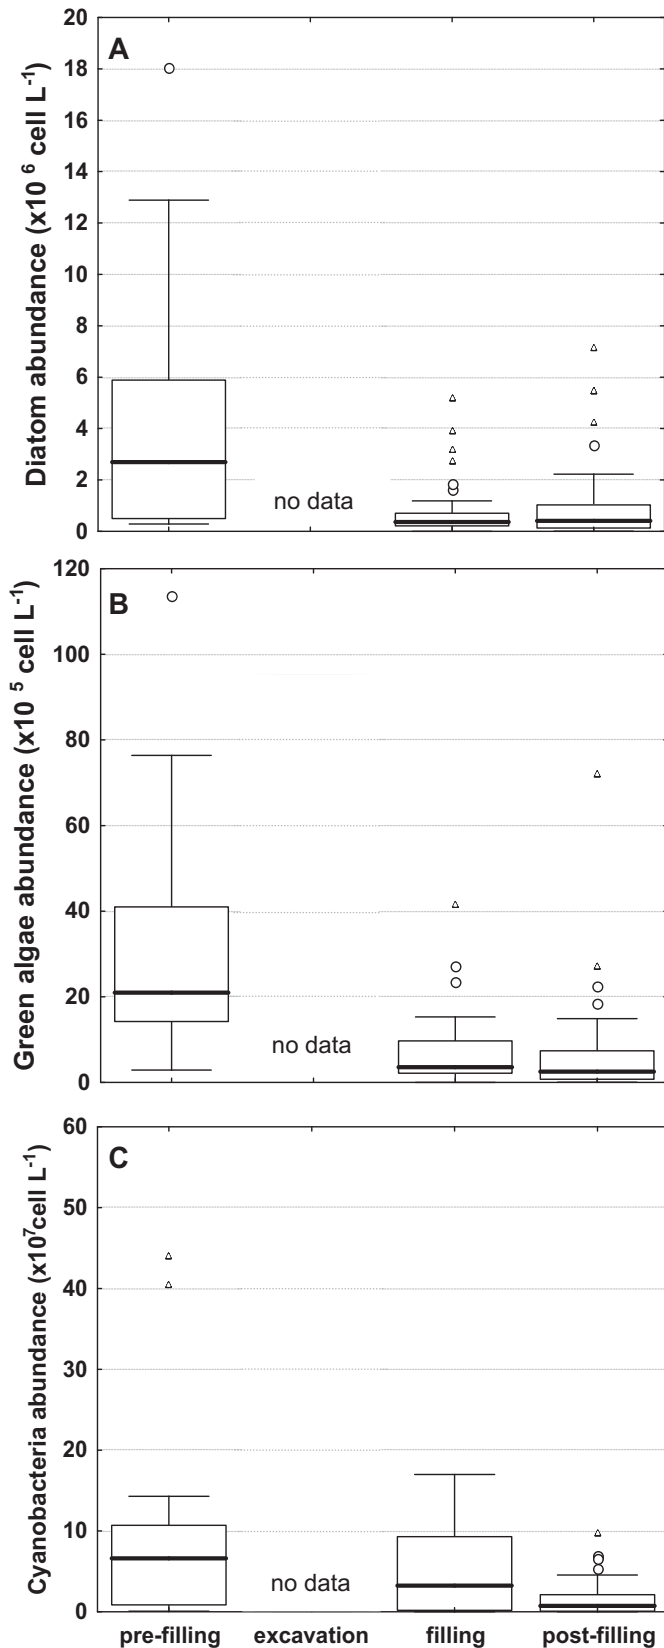 A
Diatom abundance (x10 6 cell L-1)
20
18
16
14
12
10
8
6
4
2
0
no data
B
Green algae abundance (x10 5 cell L-1)
120
100
80
60
40
20
0
no data
C
Cyanobacteria abundance (x107cell L-1)
60
50
40
30
20
10
0
no data
pre-filling excavation filling post-filling